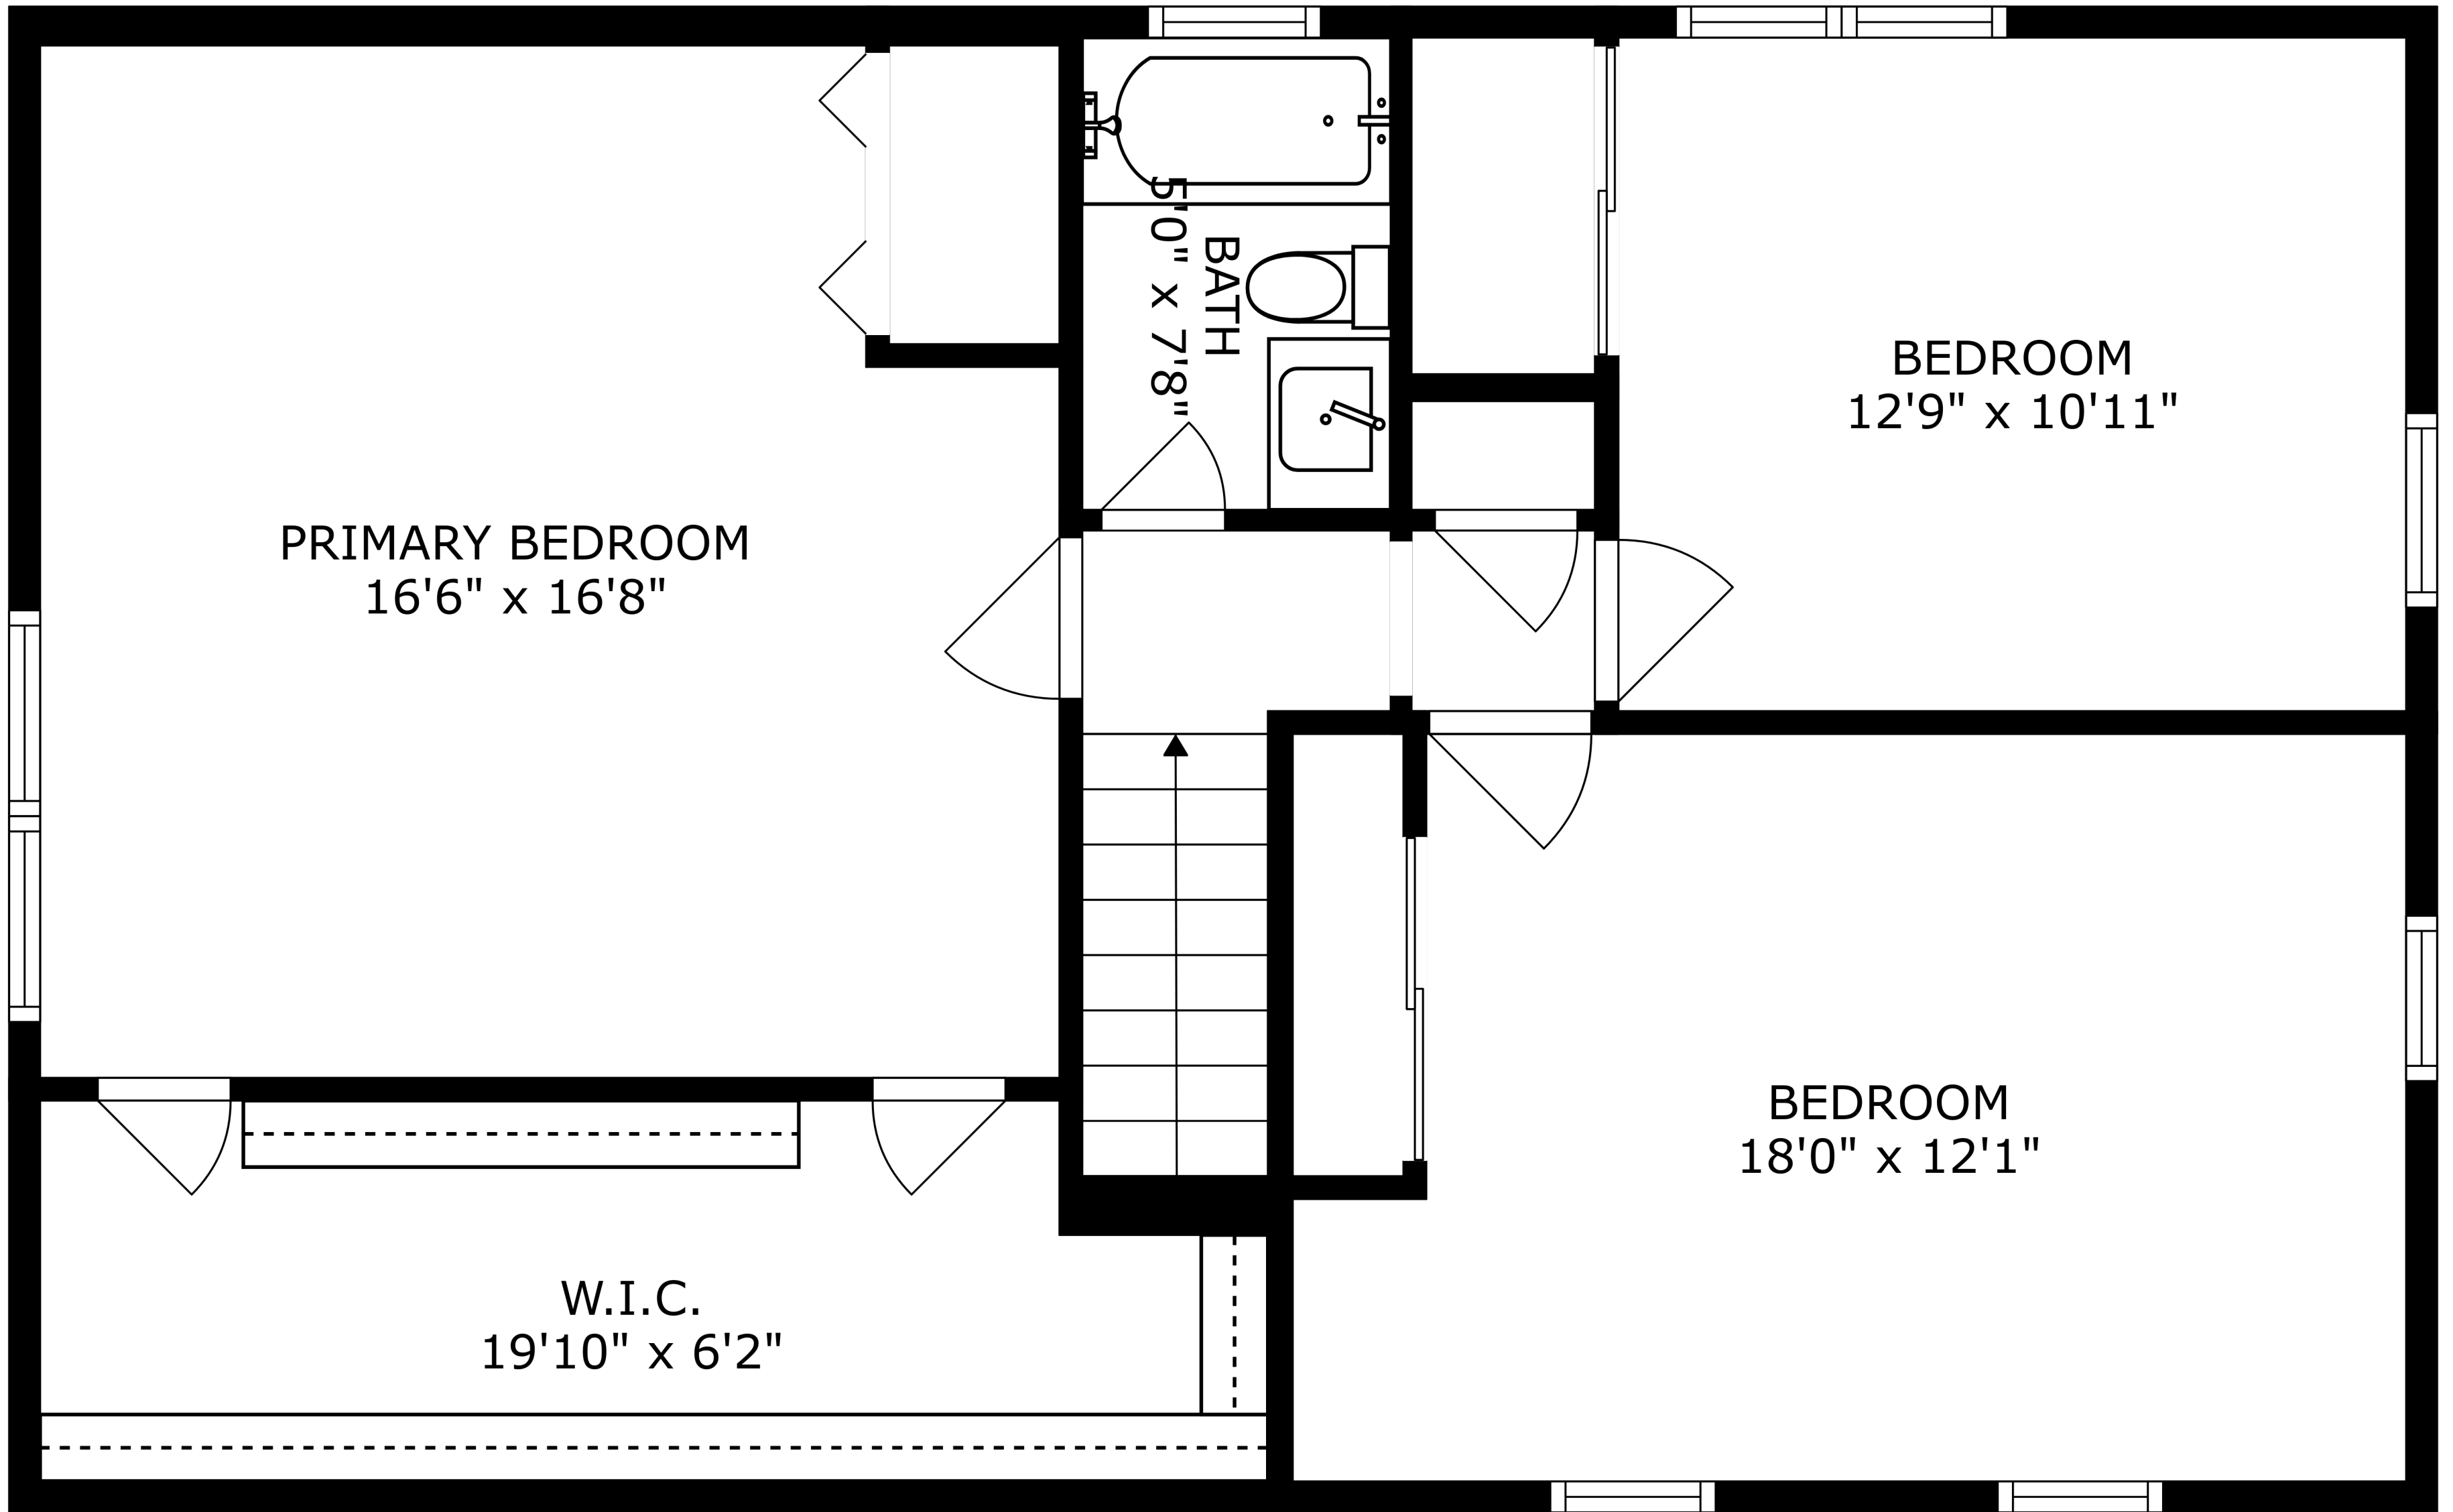 BATH
5'0" x 7'8"
BEDROOM
12'9" x 10'11"
PRIMARY BEDROOM
16'6" x 16'8"
BEDROOM
18'0" x 12'1"
W.I.C.
19'10" x 6'2"